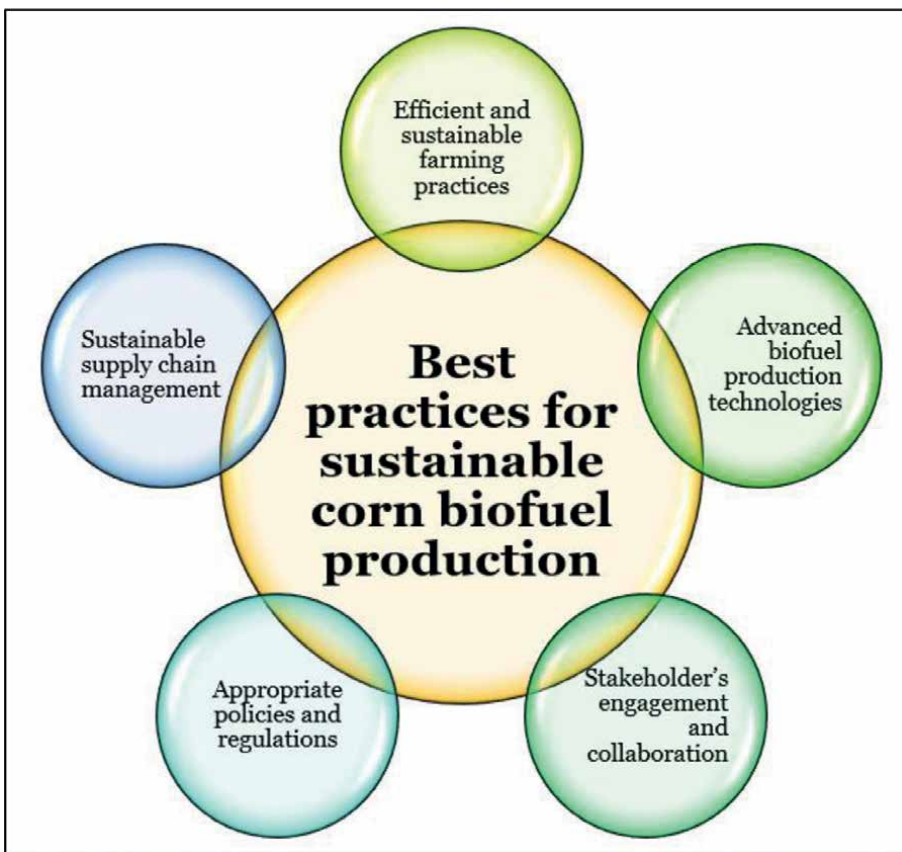 Efficient and
sustainable
farming
practices
Sustainable
supply chain
management
Advanced
biofuel
production
technologies
Best
practices for
sustainable
corn biofuel
production
Appropriate
policies and
regulations
Stakeholder's
engagement
and
collaboration